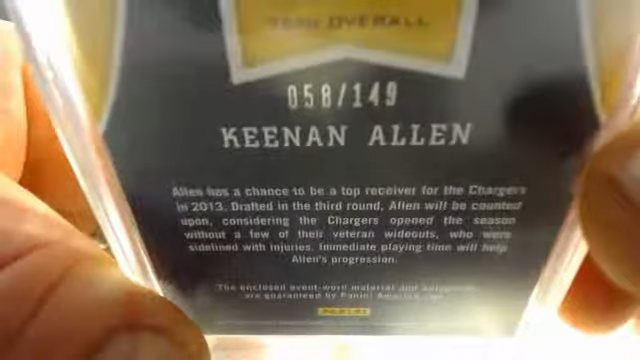 76TH OVERALL
058/149
KEENAN ALLEN
Allen has a chance to be a top receiver for the Chargers
in 2013. Drafted in the third round, Allen will be counted
upon, considering the Chargers opened the season
without a few of their veteran wideouts, who were
sidelined with injuries. Immediate playing time will help
Allen's progression.
The enclosed event-worn material and autograph
are guaranteed by Panini America, Inc.
PANINI